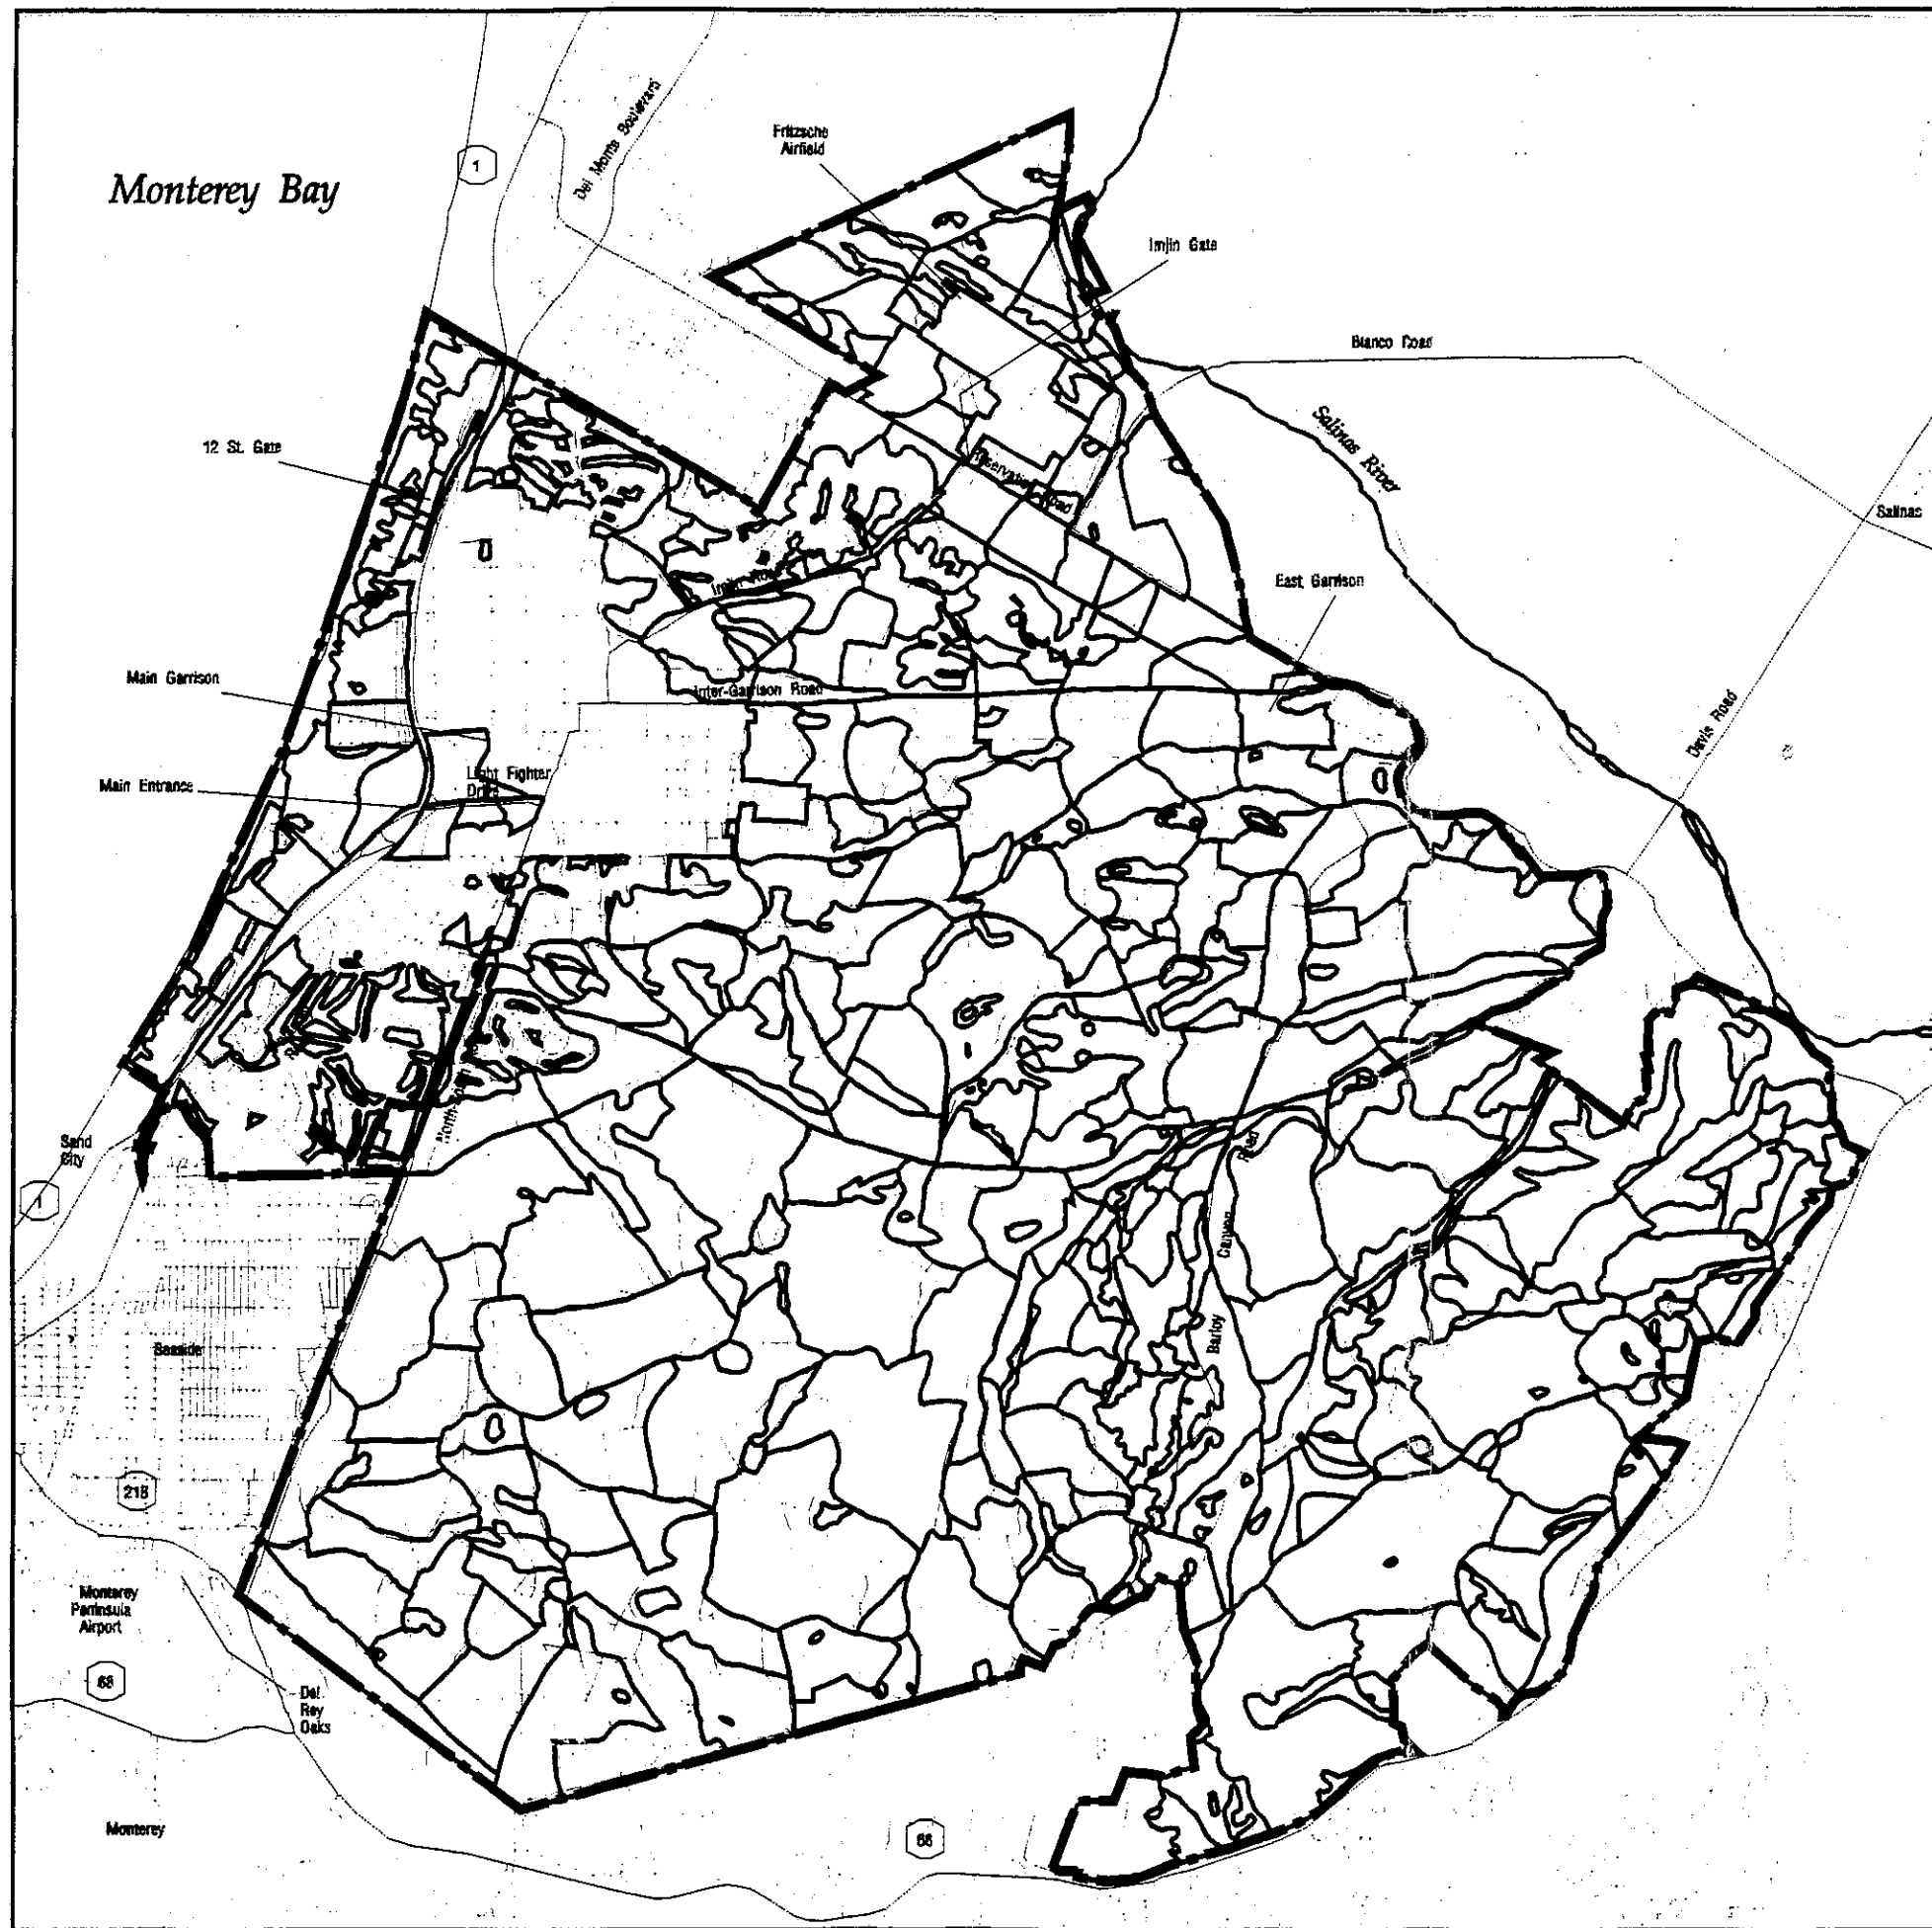 Monterey Bay
1
Del Monte Boulevard
Fritzsche
Airfield
Imjin Gate
Blanco Road
Salinas River
Salinas
12 St. Gate
Reservation Road
Imjin Road
East Garrison
Main Garrison
Inter-Garrison Road
Davis Road
Main Entrance
Light Fighter
Drive
Sand
City
1
Barloy
Canyon
Road
Seaside
218
Monterey
Peninsula
Airport
68
Del
Rey
Oaks
Monterey
68